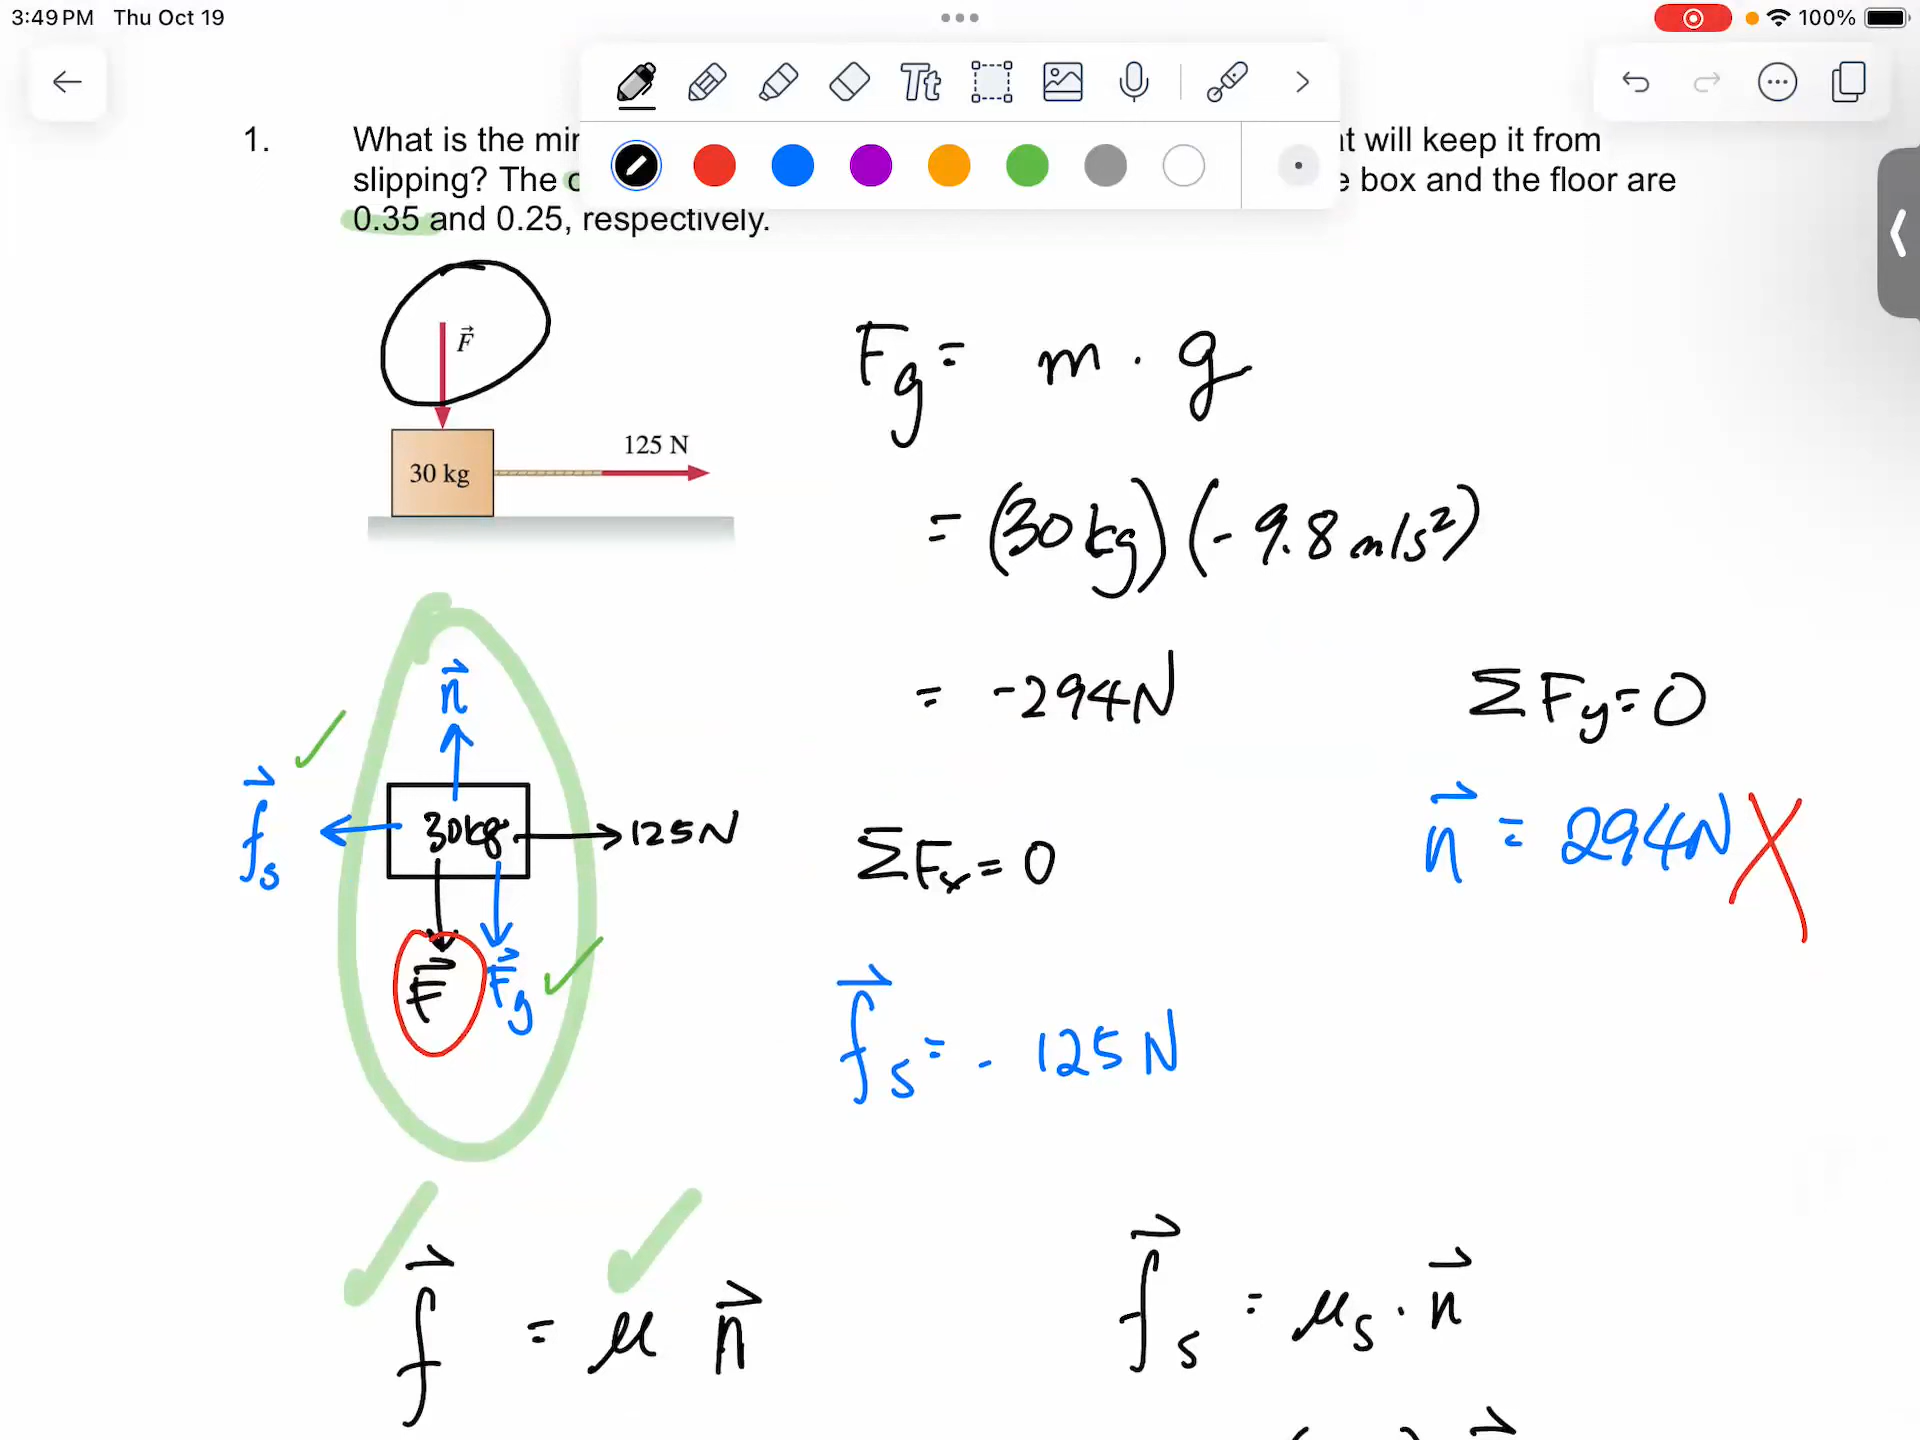 3:49 PM Thu Oct 19
100%
Tt
1. What is the mi t will keep it from
slipping? The box and the floor are
0.35 and 0.25, respectively.
F⃗
125 N
30 kg
F_g = m · g
= (30 kg) (-9.8 m/s²)
= -294N
ΣFy = 0
n⃗
f⃗s
30kg
125N
n⃗ = 294N X
ΣFx = 0
F⃗ F⃗g
f⃗s = - 125 N
f⃗ = μ n⃗
f⃗s = μs · n⃗